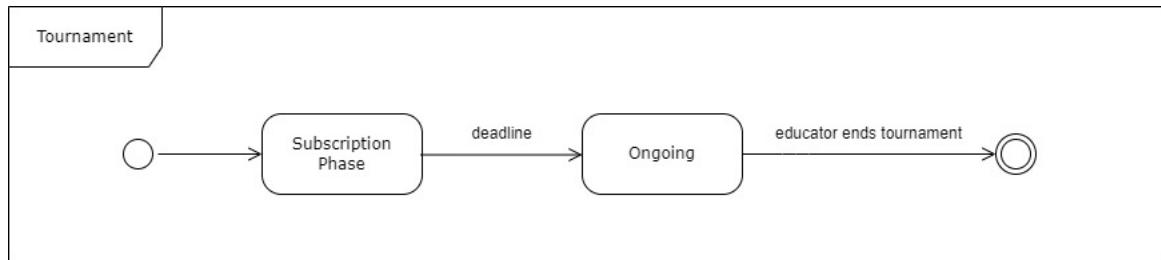 Tournament
Subscription
Phase
deadline
Ongoing
educator ends tournament